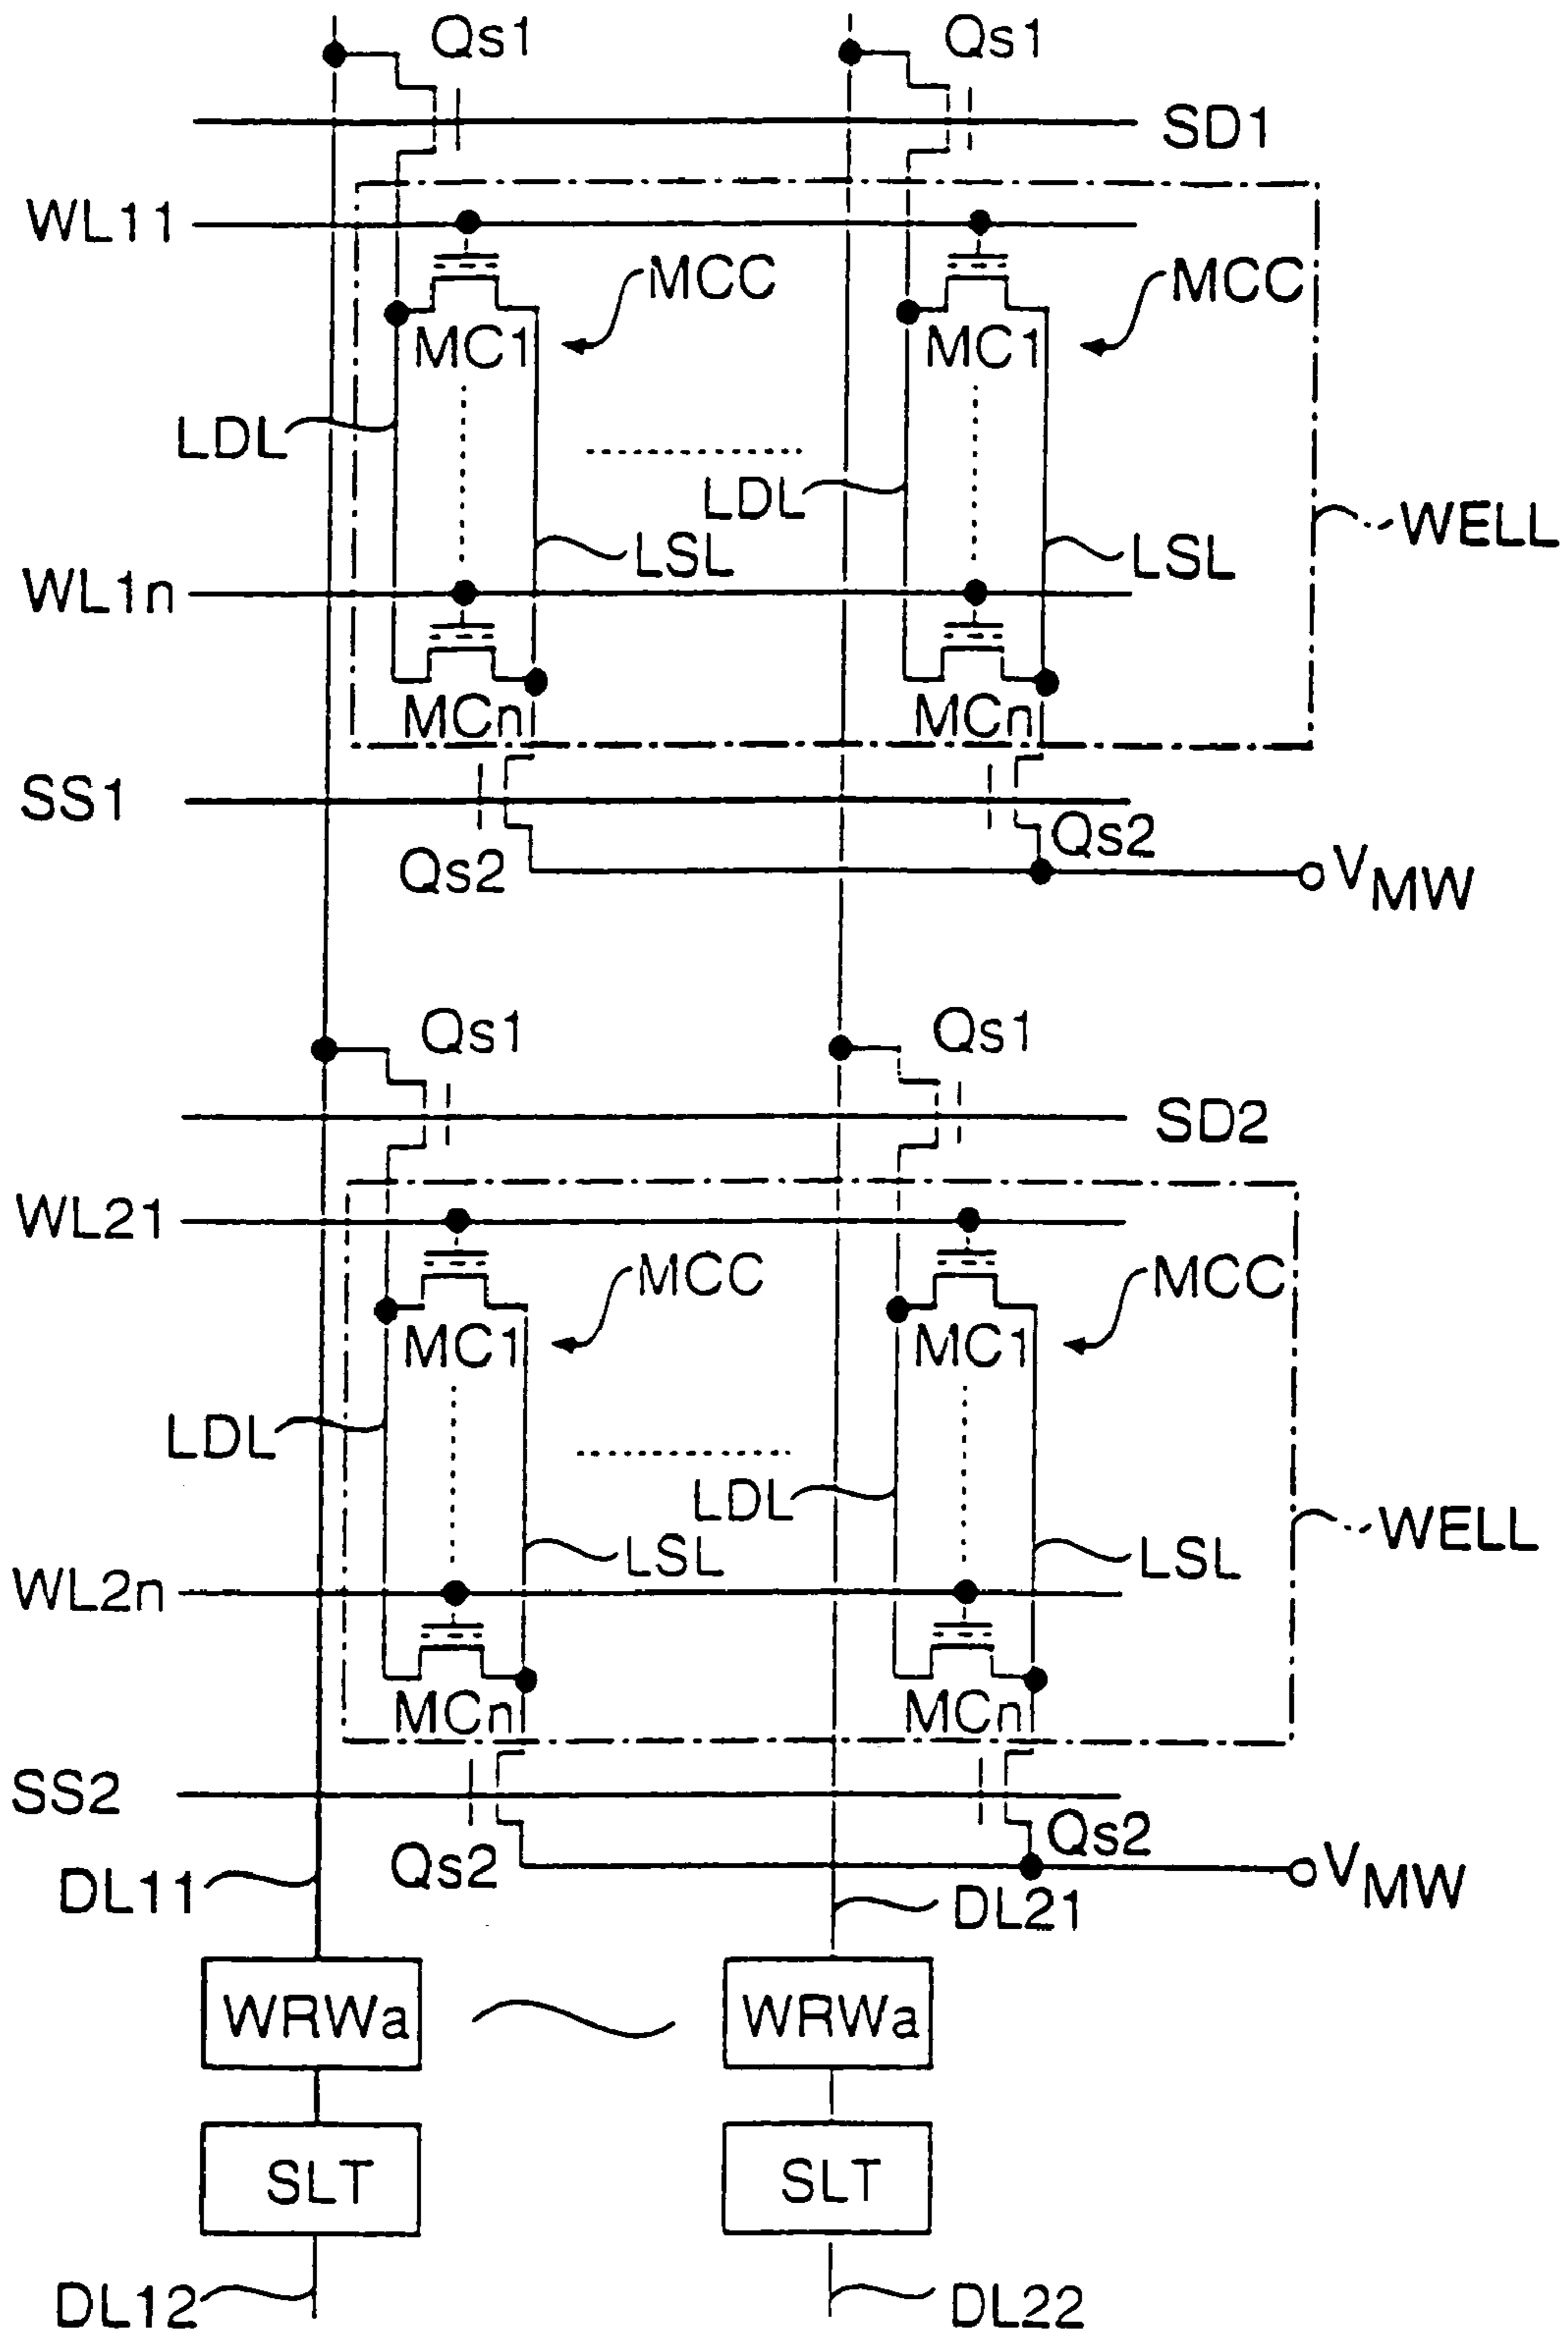 Qs1 Qs1
SD1
WL11
MCC MCC
MC1 MC1
LDL
LDL
WELL
LSL LSL
WL1n
MCn MCn
SS1
Qs2 Qs2
VMW
Qs1 Qs1
SD2
WL21
MCC MCC
MC1 MC1
LDL
LDL
WELL
LSL LSL
WL2n
MCn MCn
SS2
Qs2 Qs2
VMW
DL11 DL21
WRWa WRWa
SLT SLT
DL12 DL22